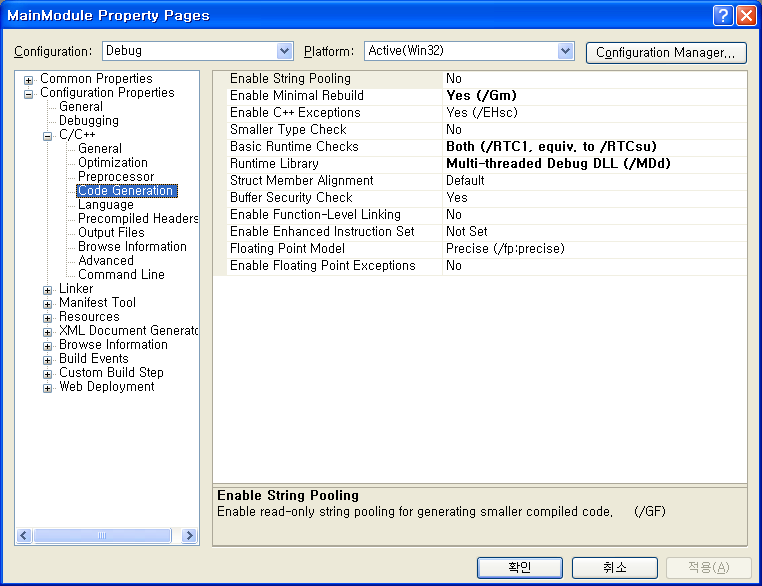 MainModule Property Pages
Configuration: Debug Platform: Active(Win32) Configuration Manager...
Common Properties
Configuration Properties
General
Debugging
C/C++
General
Optimization
Preprocessor
Code Generation
Language
Precompiled Headers
Output Files
Browse Information
Advanced
Command Line
Linker
Manifest Tool
Resources
XML Document Generato
Browse Information
Build Events
Custom Build Step
Web Deployment
Enable String Pooling No
Enable Minimal Rebuild Yes (/Gm)
Enable C++ Exceptions Yes (/EHsc)
Smaller Type Check No
Basic Runtime Checks Both (/RTC1, equiv. to /RTCsu)
Runtime Library Multi-threaded Debug DLL (/MDd)
Struct Member Alignment Default
Buffer Security Check Yes
Enable Function-Level Linking No
Enable Enhanced Instruction Set Not Set
Floating Point Model Precise (/fp:precise)
Enable Floating Point Exceptions No
Enable String Pooling
Enable read-only string pooling for generating smaller compiled code. (/GF)
확인 취소 적용(A)